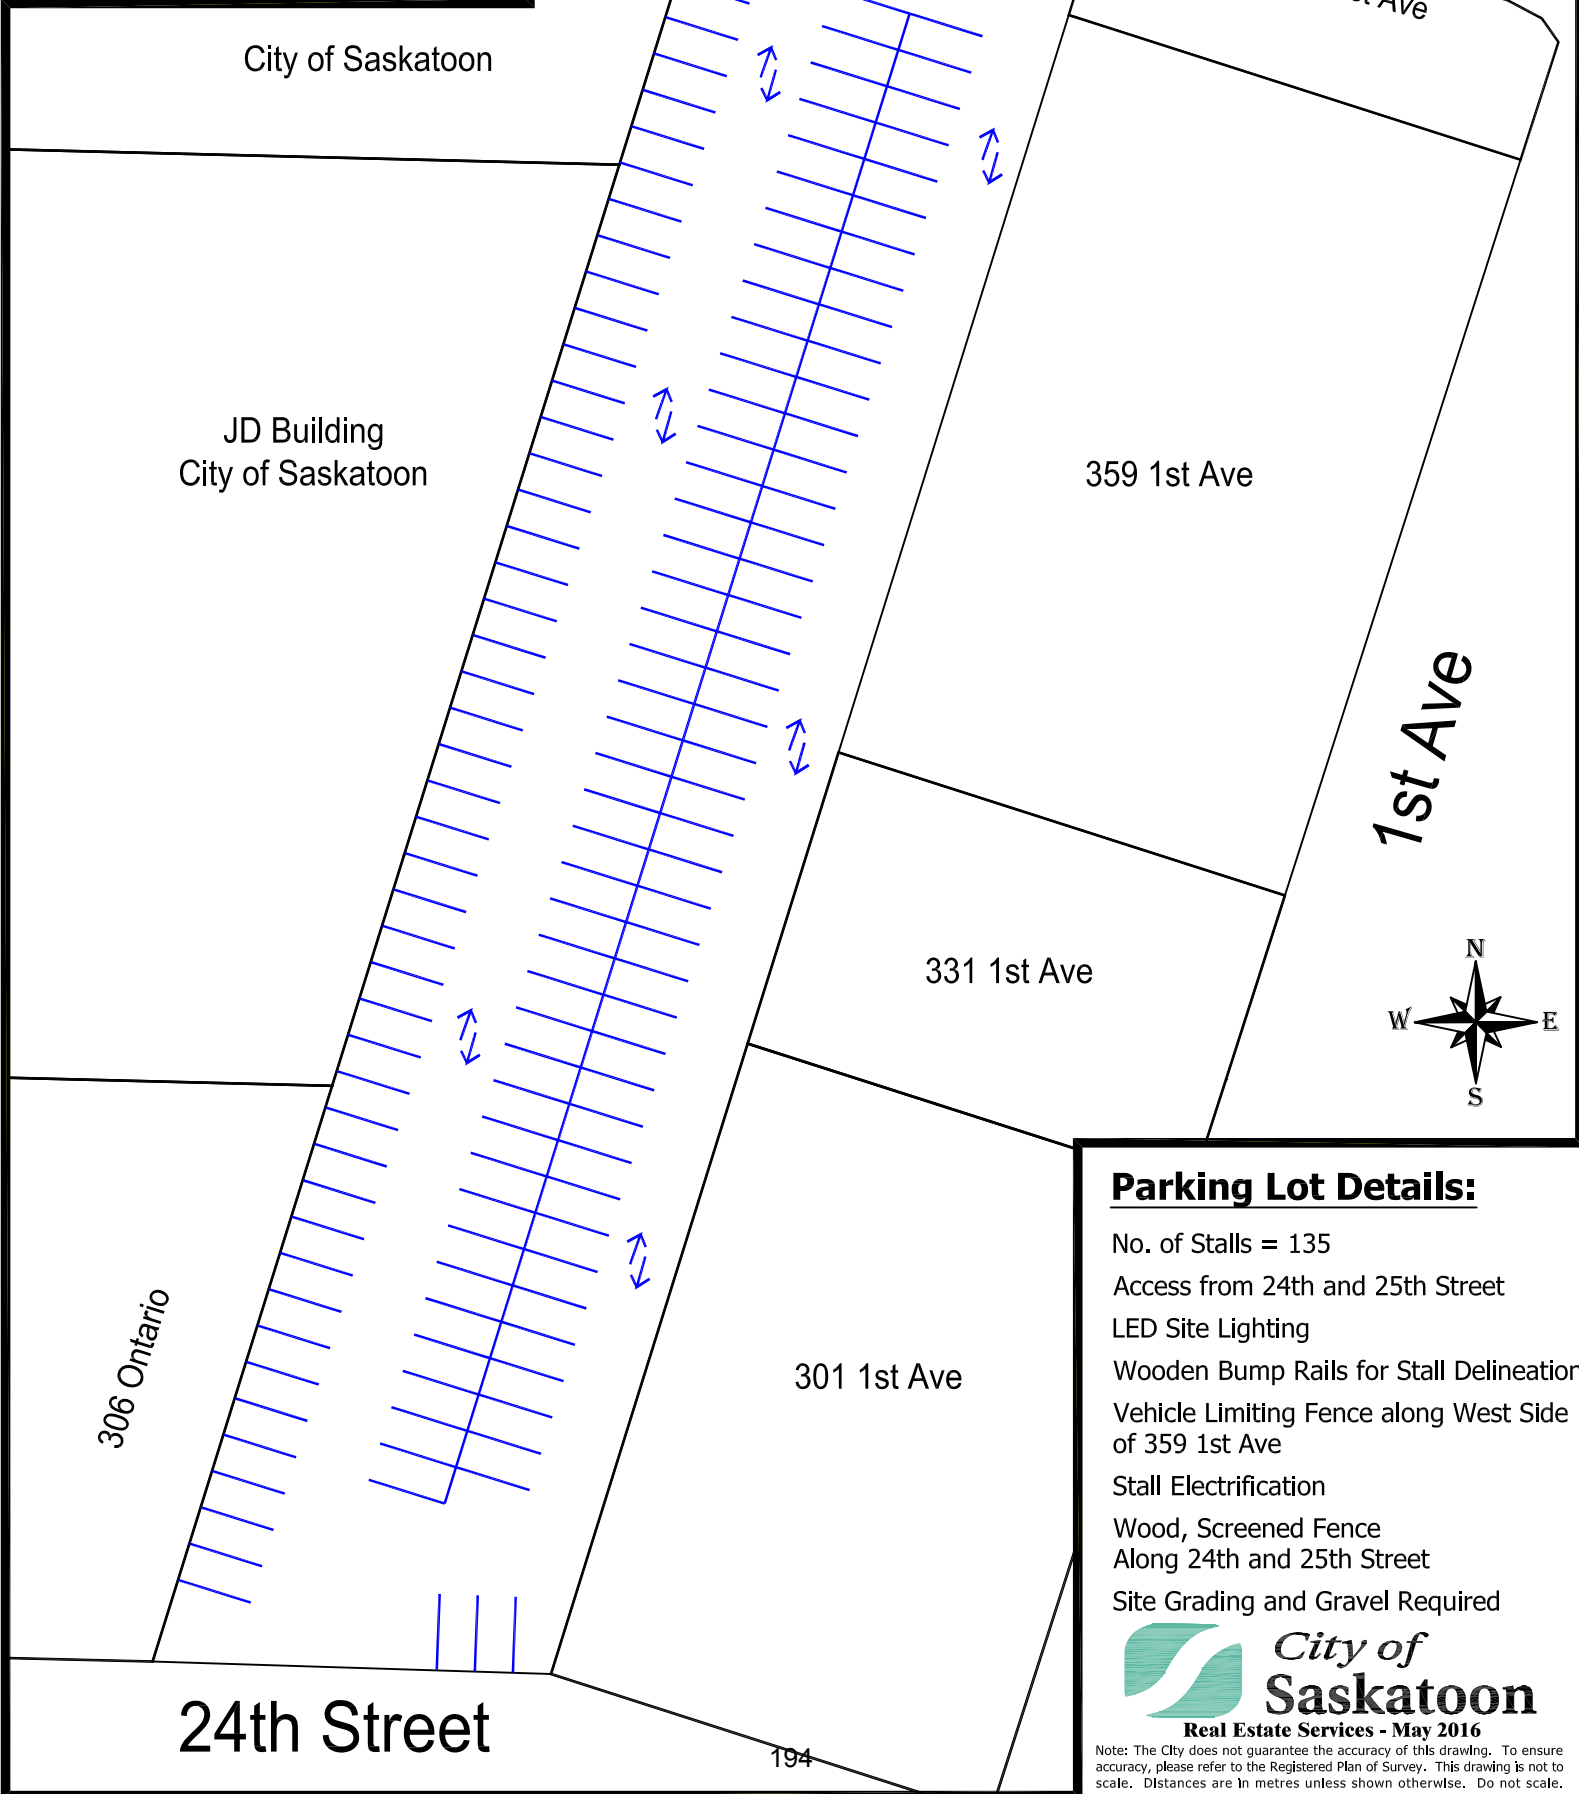 st Ave
City of Saskatoon
JD Building
City of Saskatoon
359 1st Ave
1st Ave
331 1st Ave
N
W
E
S
306 Ontario
301 1st Ave
24th Street
194
Parking Lot Details:
No. of Stalls = 135
Access from 24th and 25th Street
LED Site Lighting
Wooden Bump Rails for Stall Delineation
Vehicle Limiting Fence along West Side
of 359 1st Ave
Stall Electrification
Wood, Screened Fence
Along 24th and 25th Street
Site Grading and Gravel Required
City of
Saskatoon
Real Estate Services - May 2016
Note: The City does not guarantee the accuracy of this drawing. To ensure
accuracy, please refer to the Registered Plan of Survey. This drawing is not to
scale. Distances are in metres unless shown otherwise. Do not scale.